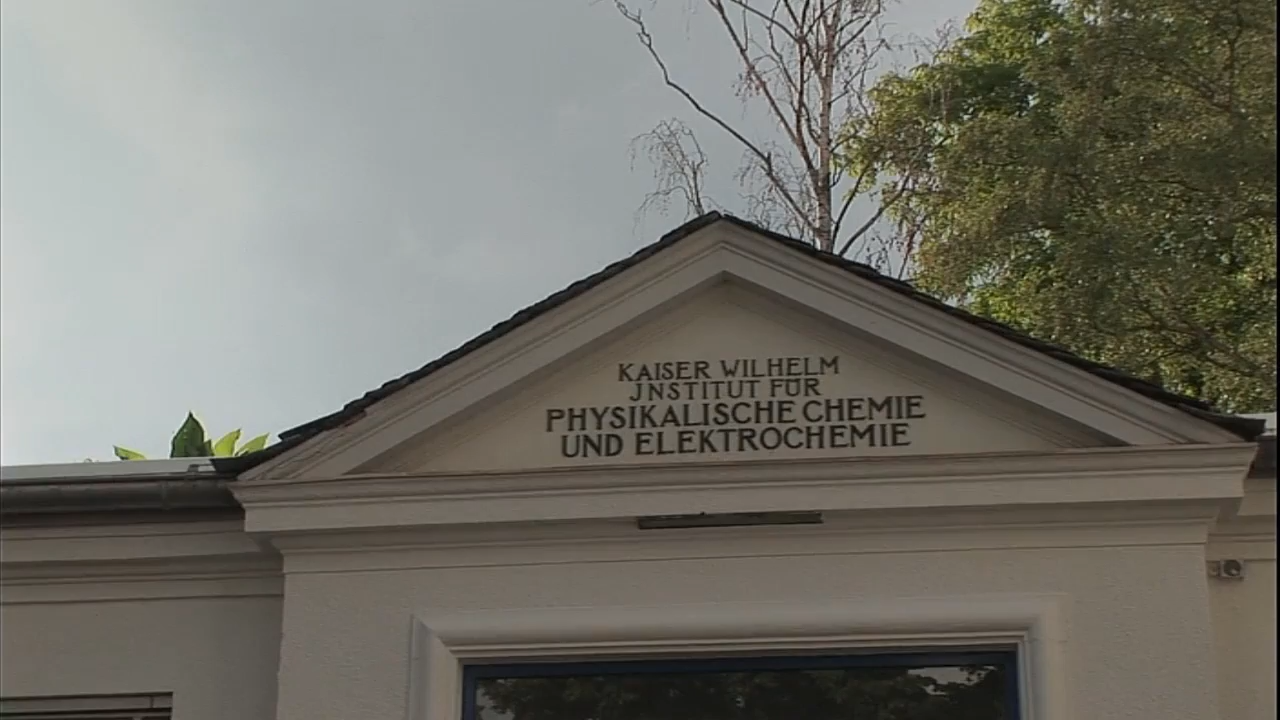 KAISER WILHELM
JNSTITUT FÜR
PHYSIKALISCHE CHEMIE
UND ELEKTROCHEMIE